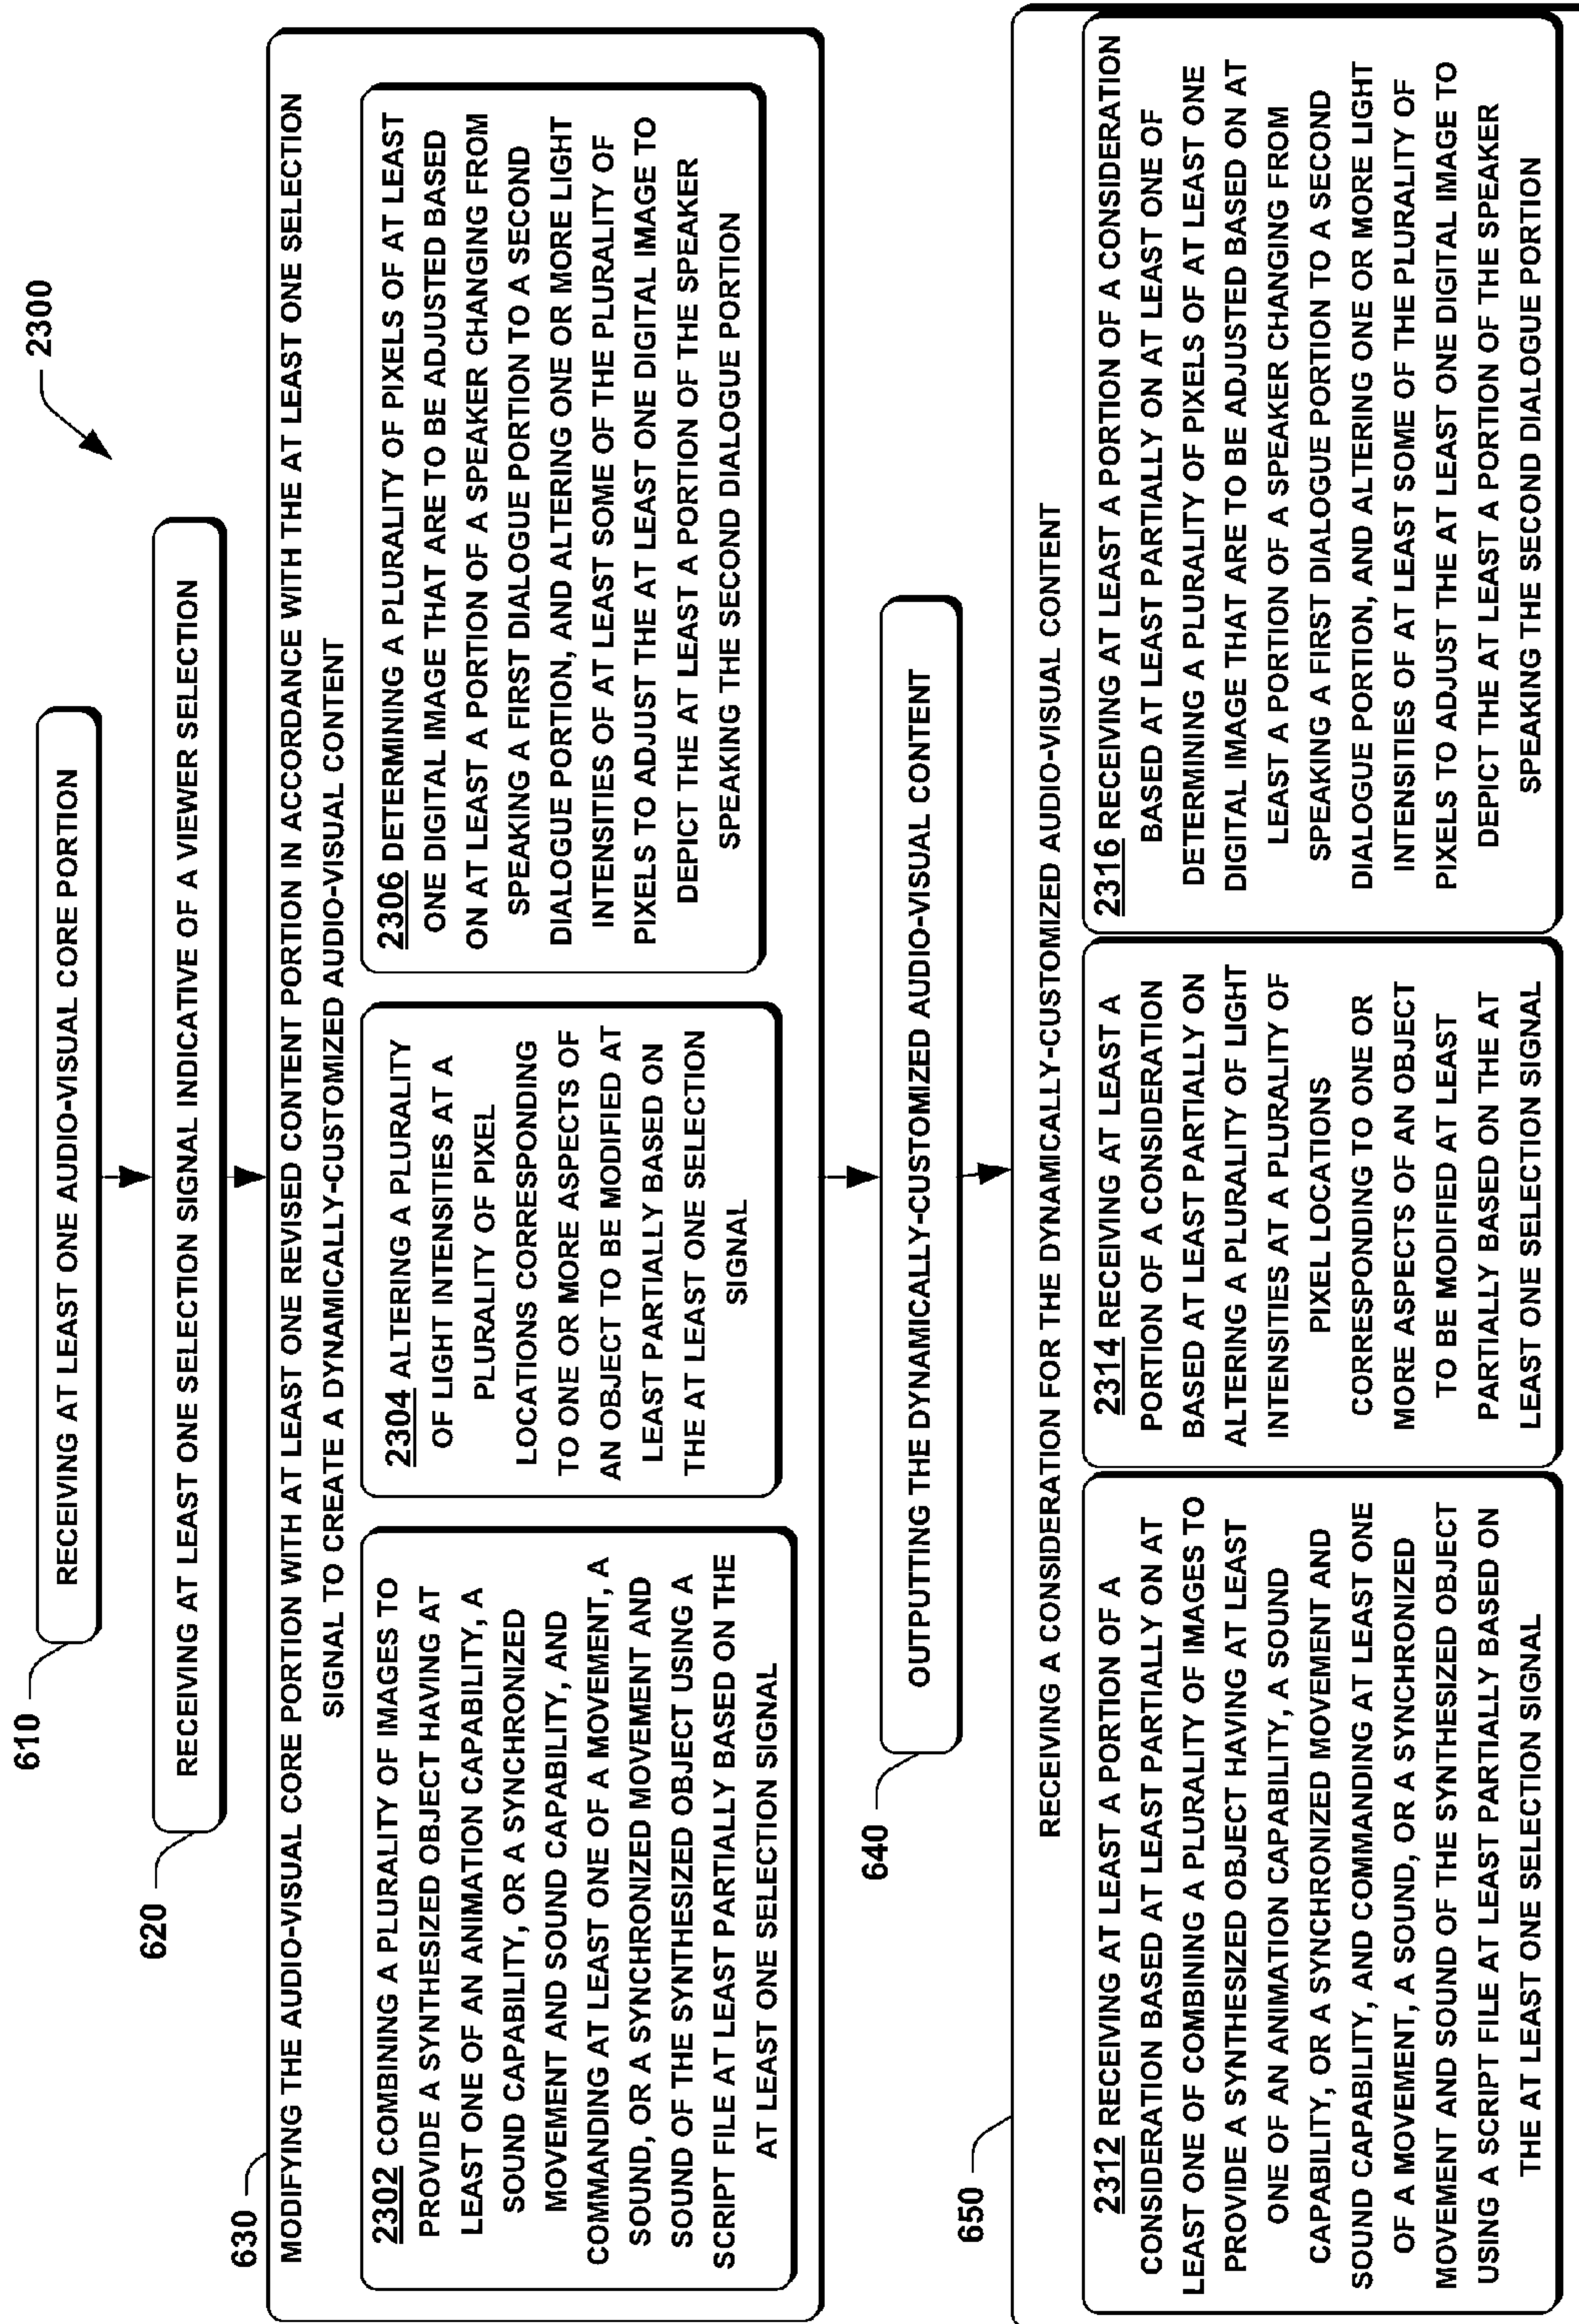 2300
610
RECEIVING AT LEAST ONE AUDIO-VISUAL CORE PORTION
620
RECEIVING AT LEAST ONE SELECTION SIGNAL INDICATIVE OF A VIEWER SELECTION
630
MODIFYING THE AUDIO-VISUAL CORE PORTION WITH AT LEAST ONE REVISED CONTENT PORTION IN ACCORDANCE WITH THE AT LEAST ONE SELECTION
SIGNAL TO CREATE A DYNAMICALLY-CUSTOMIZED AUDIO-VISUAL CONTENT
2302 COMBINING A PLURALITY OF IMAGES TO
PROVIDE A SYNTHESIZED OBJECT HAVING AT
LEAST ONE OF AN ANIMATION CAPABILITY, A
SOUND CAPABILITY, OR A SYNCHRONIZED
MOVEMENT AND SOUND CAPABILITY, AND
COMMANDING AT LEAST ONE OF A MOVEMENT, A
SOUND, OR A SYNCHRONIZED MOVEMENT AND
SOUND OF THE SYNTHESIZED OBJECT USING A
SCRIPT FILE AT LEAST PARTIALLY BASED ON THE
AT LEAST ONE SELECTION SIGNAL
2304 ALTERING A PLURALITY
OF LIGHT INTENSITIES AT A
PLURALITY OF PIXEL
LOCATIONS CORRESPONDING
TO ONE OR MORE ASPECTS OF
AN OBJECT TO BE MODIFIED AT
LEAST PARTIALLY BASED ON
THE AT LEAST ONE SELECTION
SIGNAL
2306 DETERMINING A PLURALITY OF PIXELS OF AT LEAST
ONE DIGITAL IMAGE THAT ARE TO BE ADJUSTED BASED
ON AT LEAST A PORTION OF A SPEAKER CHANGING FROM
SPEAKING A FIRST DIALOGUE PORTION TO A SECOND
DIALOGUE PORTION, AND ALTERING ONE OR MORE LIGHT
INTENSITIES OF AT LEAST SOME OF THE PLURALITY OF
PIXELS TO ADJUST THE AT LEAST ONE DIGITAL IMAGE TO
DEPICT THE AT LEAST A PORTION OF THE SPEAKER
SPEAKING THE SECOND DIALOGUE PORTION
640
OUTPUTTING THE DYNAMICALLY-CUSTOMIZED AUDIO-VISUAL CONTENT
650
RECEIVING A CONSIDERATION FOR THE DYNAMICALLY-CUSTOMIZED AUDIO-VISUAL CONTENT
2312 RECEIVING AT LEAST A PORTION OF A
CONSIDERATION BASED AT LEAST PARTIALLY ON AT
LEAST ONE OF COMBINING A PLURALITY OF IMAGES TO
PROVIDE A SYNTHESIZED OBJECT HAVING AT LEAST
ONE OF AN ANIMATION CAPABILITY, A SOUND
CAPABILITY, OR A SYNCHRONIZED MOVEMENT AND
SOUND CAPABILITY, AND COMMANDING AT LEAST ONE
OF A MOVEMENT, A SOUND, OR A SYNCHRONIZED
MOVEMENT AND SOUND OF THE SYNTHESIZED OBJECT
USING A SCRIPT FILE AT LEAST PARTIALLY BASED ON
THE AT LEAST ONE SELECTION SIGNAL
2314 RECEIVING AT LEAST A
PORTION OF A CONSIDERATION
BASED AT LEAST PARTIALLY ON
ALTERING A PLURALITY OF LIGHT
INTENSITIES AT A PLURALITY OF
PIXEL LOCATIONS
CORRESPONDING TO ONE OR
MORE ASPECTS OF AN OBJECT
TO BE MODIFIED AT LEAST
PARTIALLY BASED ON THE AT
LEAST ONE SELECTION SIGNAL
2316 RECEIVING AT LEAST A PORTION OF A CONSIDERATION
BASED AT LEAST PARTIALLY ON AT LEAST ONE OF
DETERMINING A PLURALITY OF PIXELS OF AT LEAST ONE
DIGITAL IMAGE THAT ARE TO BE ADJUSTED BASED ON AT
LEAST A PORTION OF A SPEAKER CHANGING FROM
SPEAKING A FIRST DIALOGUE PORTION TO A SECOND
DIALOGUE PORTION, AND ALTERING ONE OR MORE LIGHT
INTENSITIES OF AT LEAST SOME OF THE PLURALITY OF
PIXELS TO ADJUST THE AT LEAST ONE DIGITAL IMAGE TO
DEPICT THE AT LEAST A PORTION OF THE SPEAKER
SPEAKING THE SECOND DIALOGUE PORTION